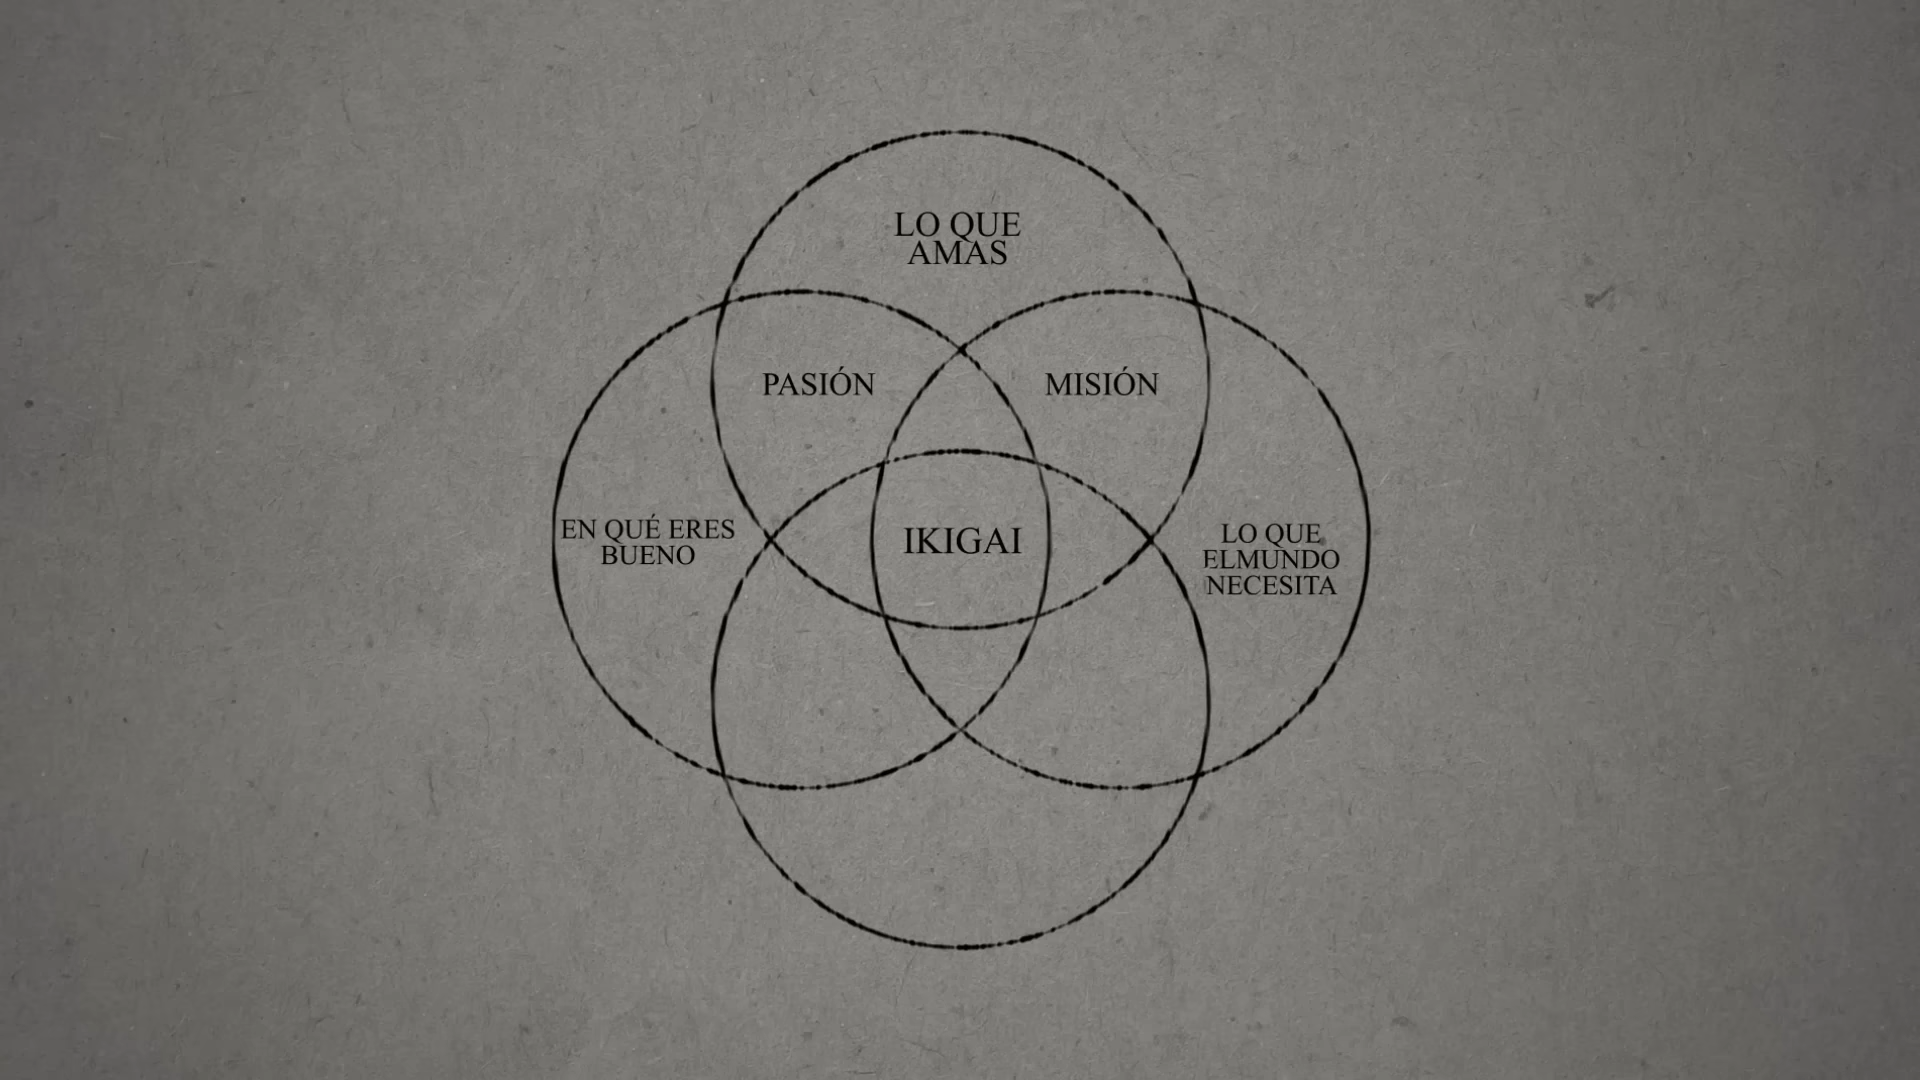 LO QUE
AMAS
PASIÓN
MISIÓN
EN QUÉ ERES
BUENO
IKIGAI
LO QUE
ELMUNDO
NECESITA